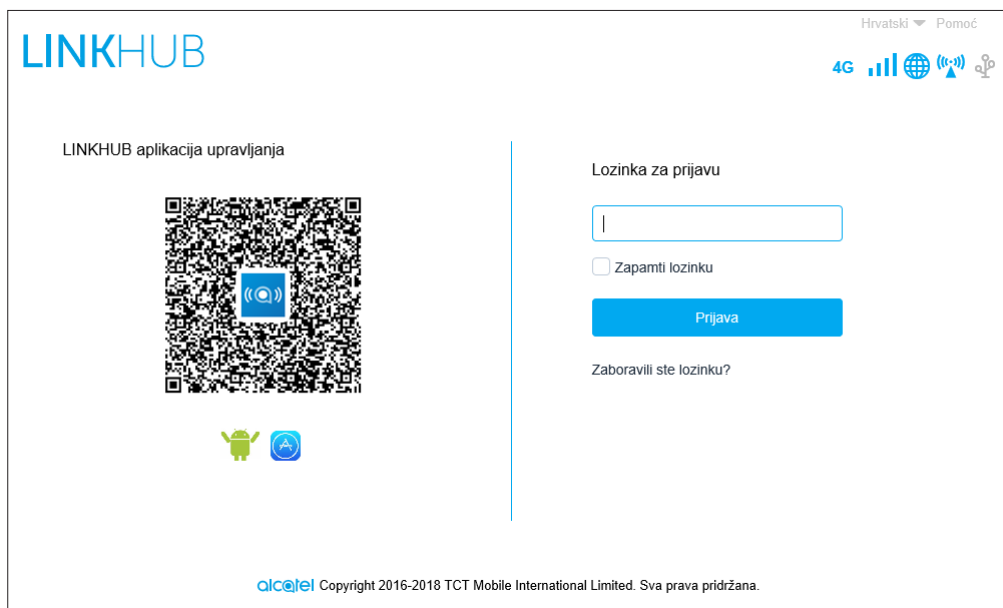 Hrvatski Pomoć
LINKHUB
4G
LINKHUB aplikacija upravljanja
Lozinka za prijavu
Zapamti lozinku
Prijava
Zaboravili ste lozinku?
alcatel Copyright 2016-2018 TCT Mobile International Limited. Sva prava pridržana.